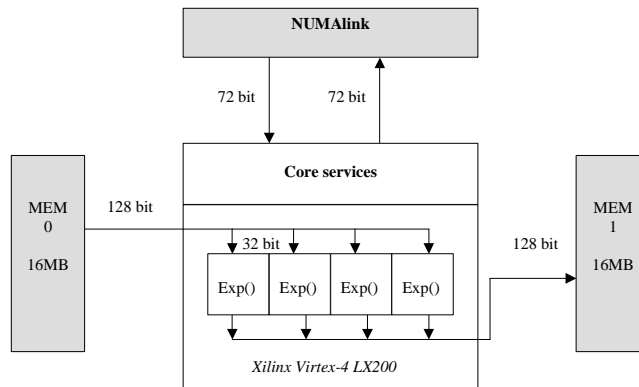 NUMAlink
72 bit
72 bit
Core services
MEM
0
16MB
128 bit
32 bit
Exp()
Exp()
Exp()
Exp()
128 bit
MEM
1
16MB
Xilinx Virtex-4 LX200